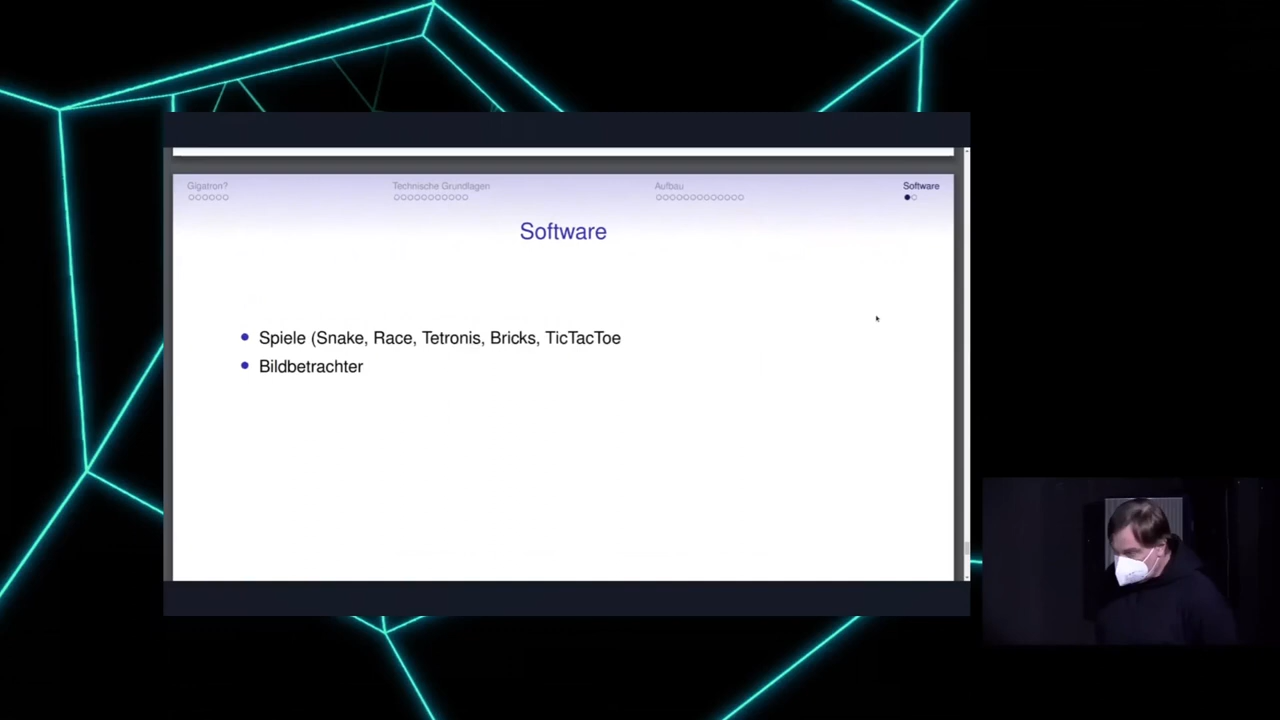 Gigatron?
Technische Grundlagen
Aufbau
Software
Software
Spiele (Snake, Race, Tetronis, Bricks, TicTacToe
Bildbetrachter